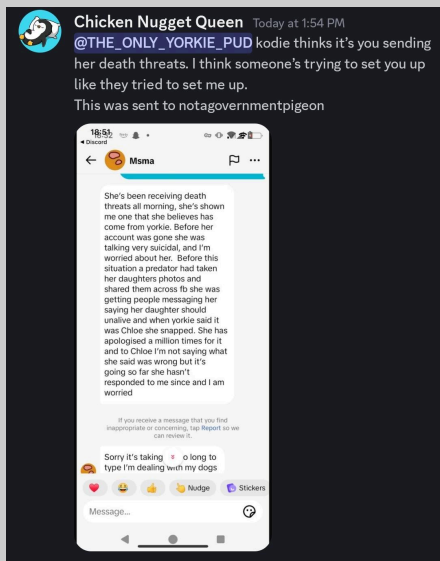 Chicken Nugget Queen Today at 1:54 PM
@THE_ONLY_YORKIE_PUD kodie thinks it's you sending
her death threats. I think someone's trying to set you up
like they tried to set me up.
This was sent to notagovernmentpigeon
Discord
Msma
She's been receiving death
threats all morning, she's shown
me one that she believes has
come from yorkie. Before her
account was gone she was
talking very suicidal, and I'm
worried about her. Before this
situation a predator had taken
her daughters photos and
shared them across fb she was
getting people messaging her
saying her daughter should
unalive and when yorkie said it
was Chloe she snapped. She has
apologised a million times for it
and to Chloe I'm not saying what
she said was wrong but it's
going so far she hasn't
responded to me since and I am
worried
If you receive a message that you find
inappropriate or concerning, tap Report so we
can review it.
Sorry it's taking o long to
type I'm dealing with my dogs
Nudge Stickers
Message...